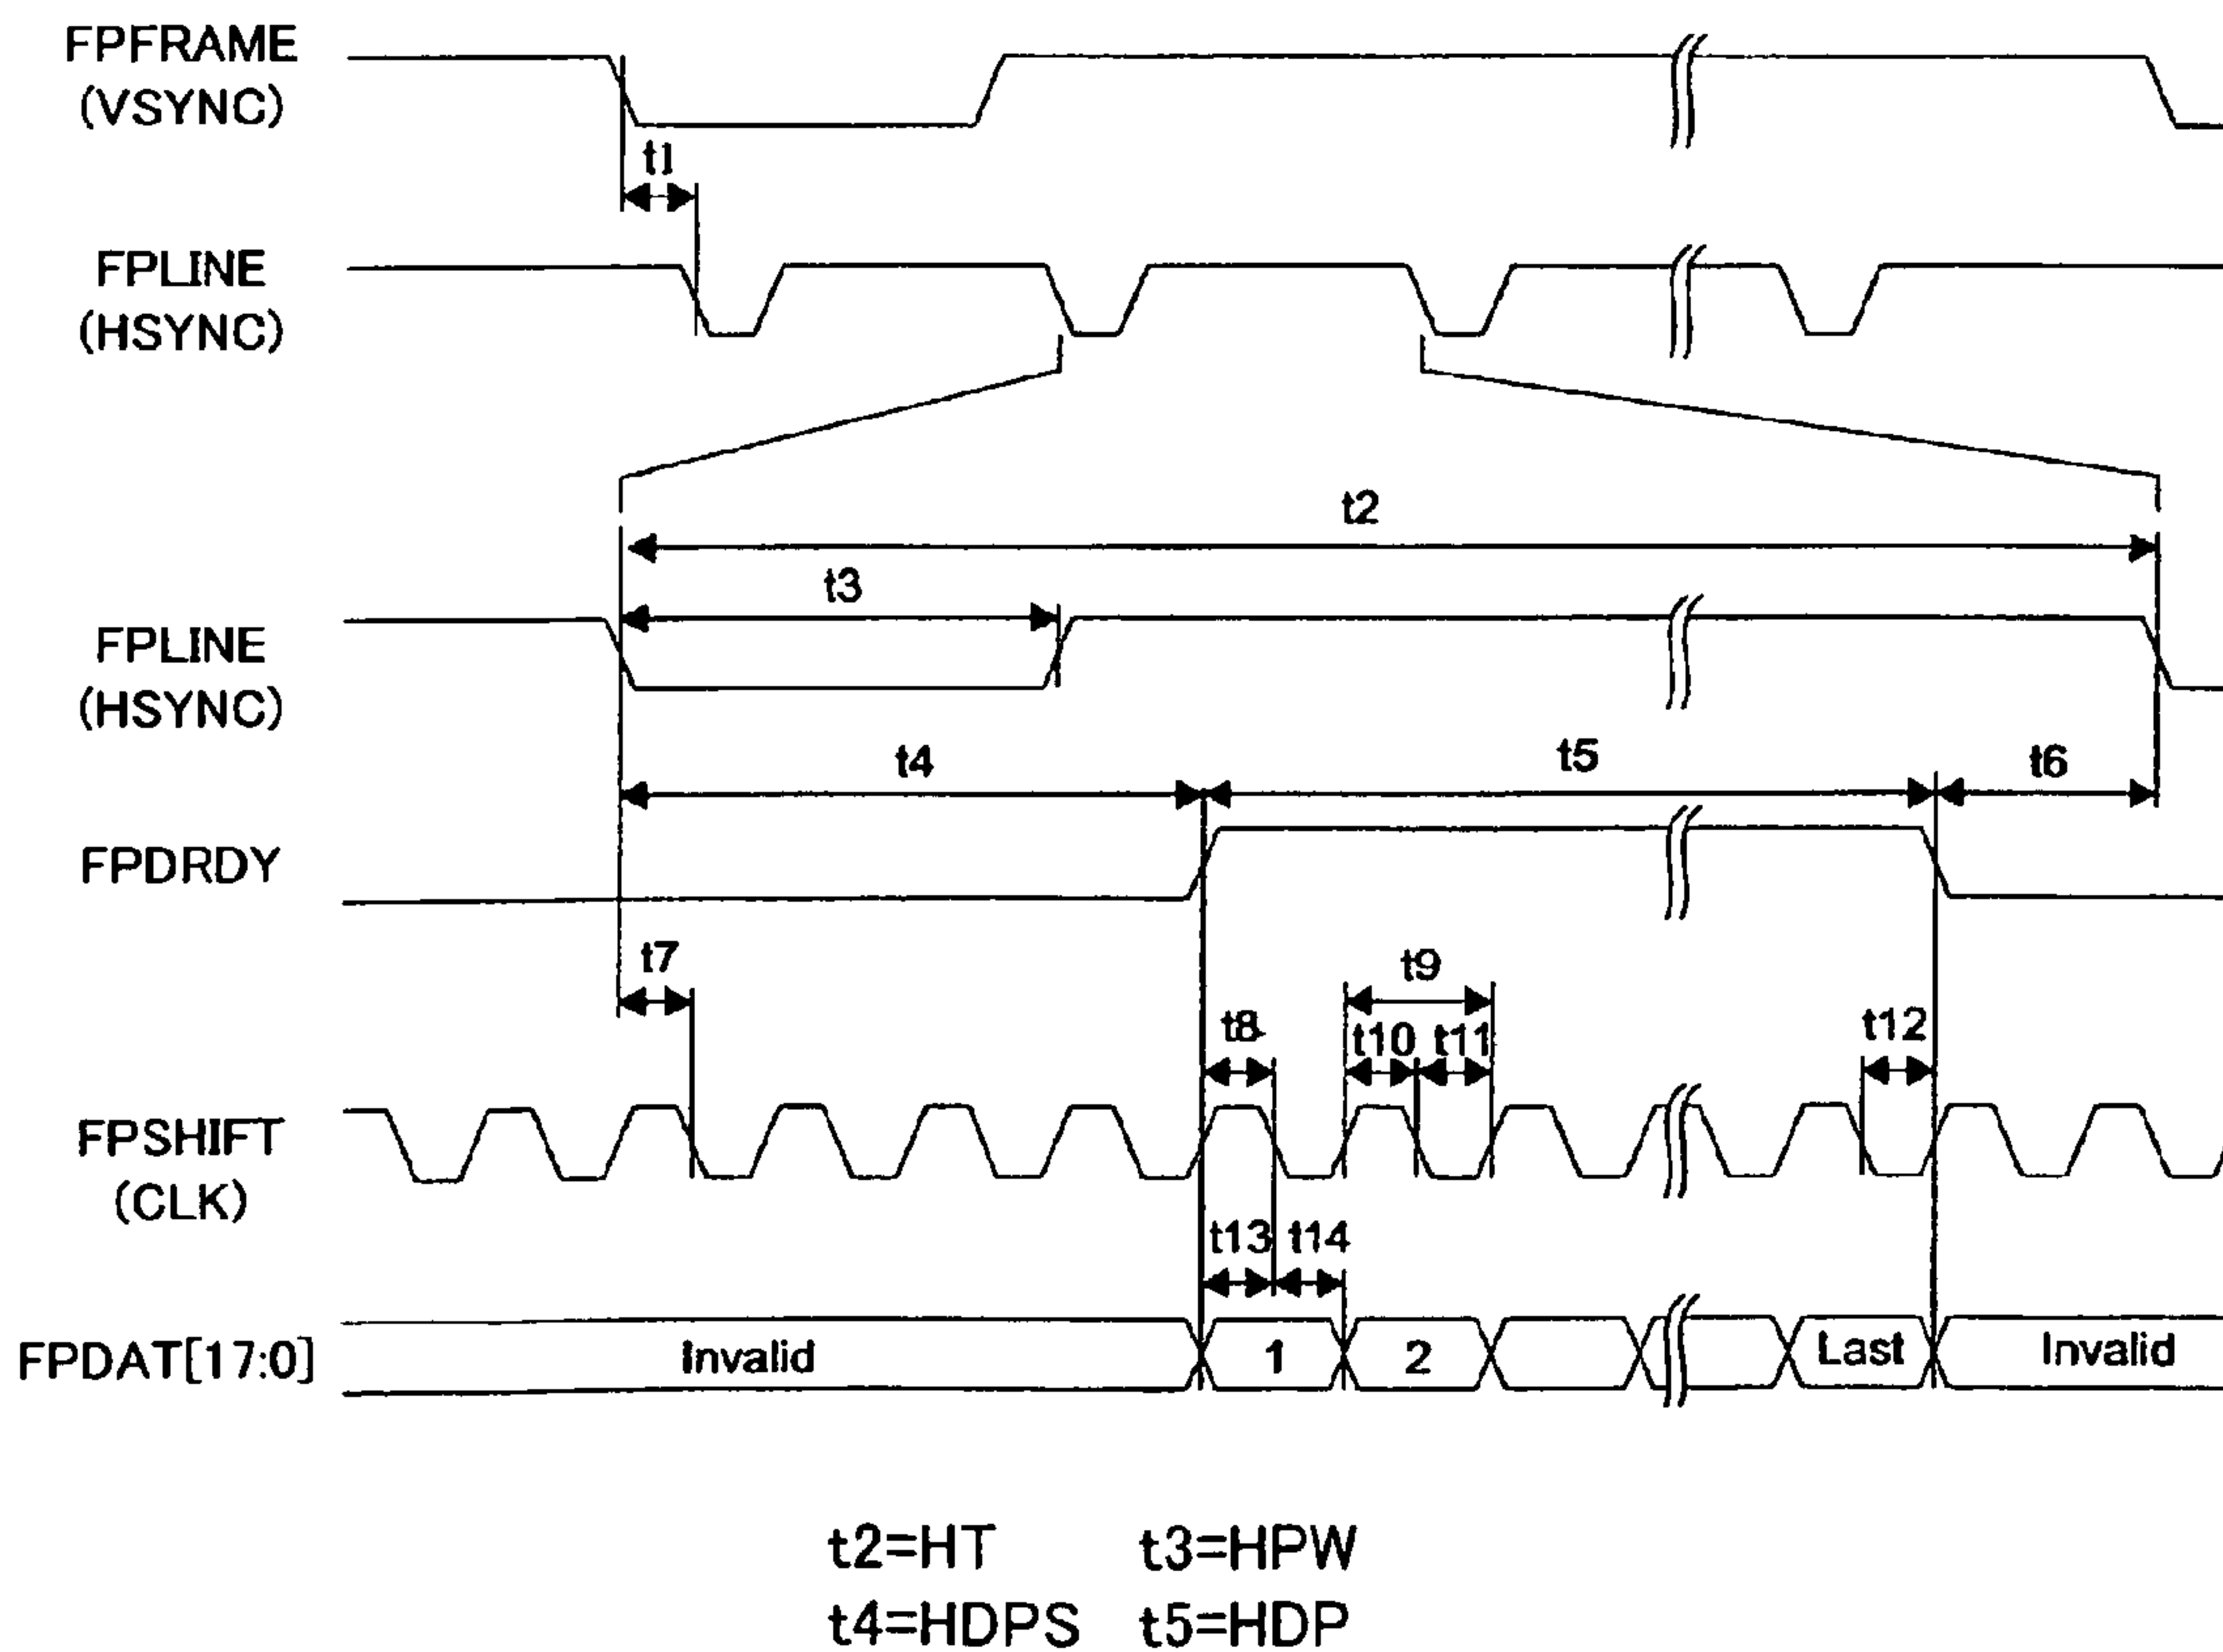 FPFRAME
(VSYNC)
t1
FPLINE
(HSYNC)
t2
t3
FPLINE
(HSYNC)
t4 t5 t6
FPDRDY
t7
t9
t8 t10 t11 t12
FPSHIFT
(CLK)
t13 t14
FPDAT[17:0] Invalid 1 2 Last Invalid
t2=HT t3=HPW
t4=HDPS t5=HDP